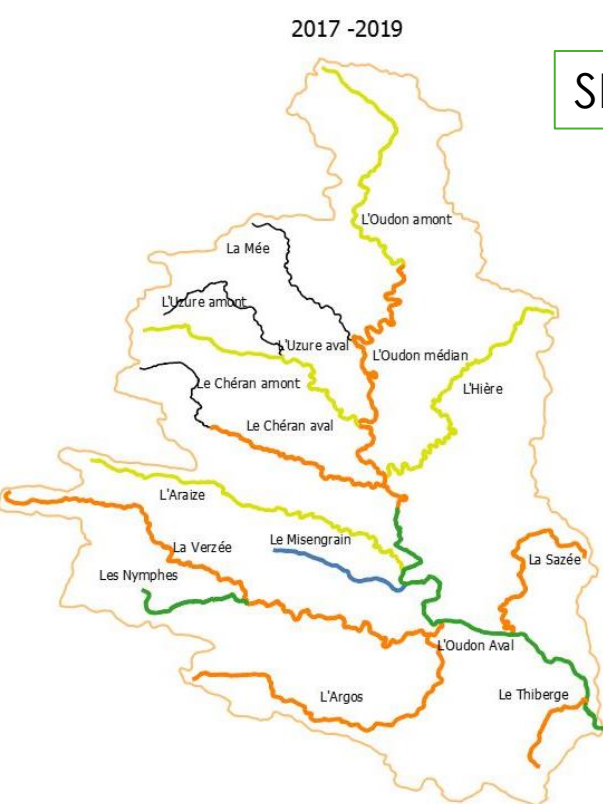 2017 -2019
L'Oudon amont
La Mée
L'Uzure amont
L'Uzure aval
L'Oudon médian
Le Chéran amont
L'Hière
Le Chéran aval
L'Araize
Le Misengrain
La Verzée
La Sazée
Les Nymphes
L'Oudon Aval
L'Argos
Le Thiberge